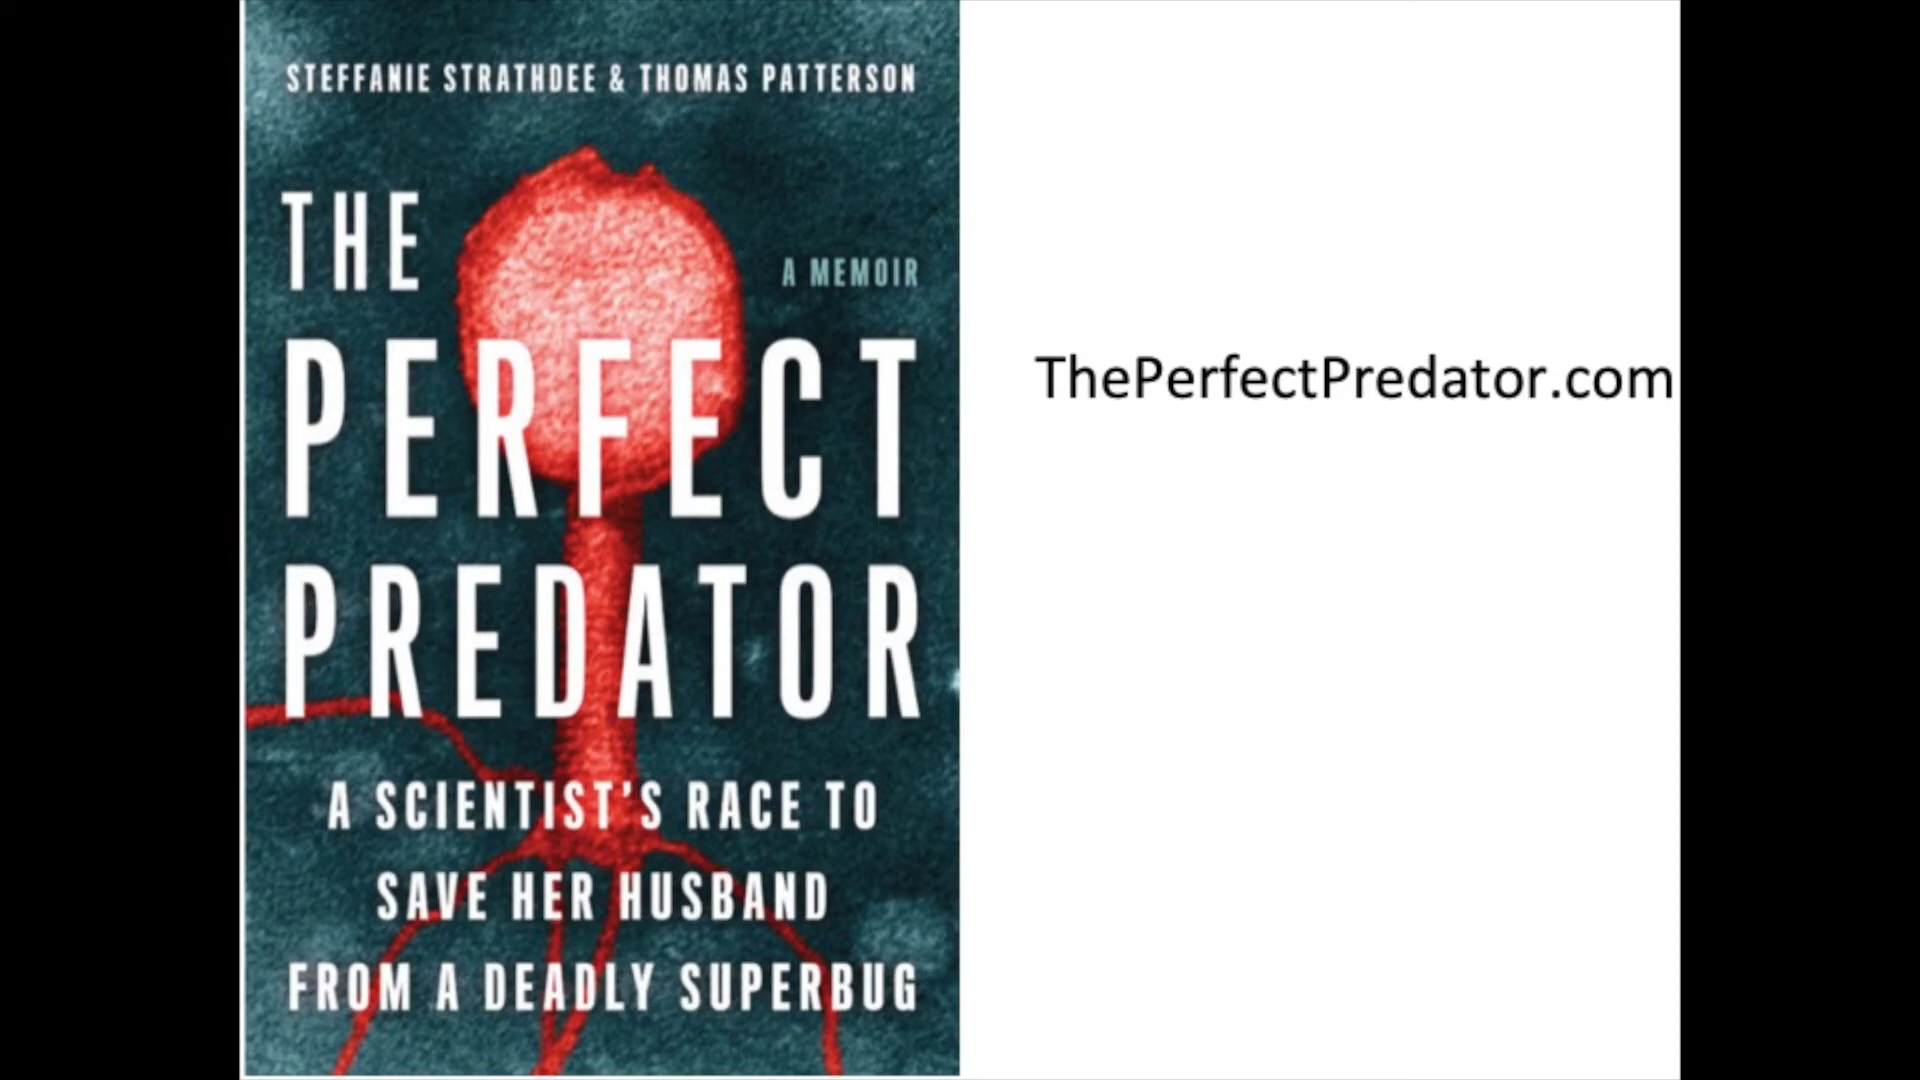 STEFFANIE STRATHDEE & THOMAS PATTERSON
THE
A MEMOIR
PERFECT
PREDATOR
A SCIENTIST'S RACE TO
SAVE HER HUSBAND
FROM A DEADLY SUPERBUG
ThePerfectPredator.com